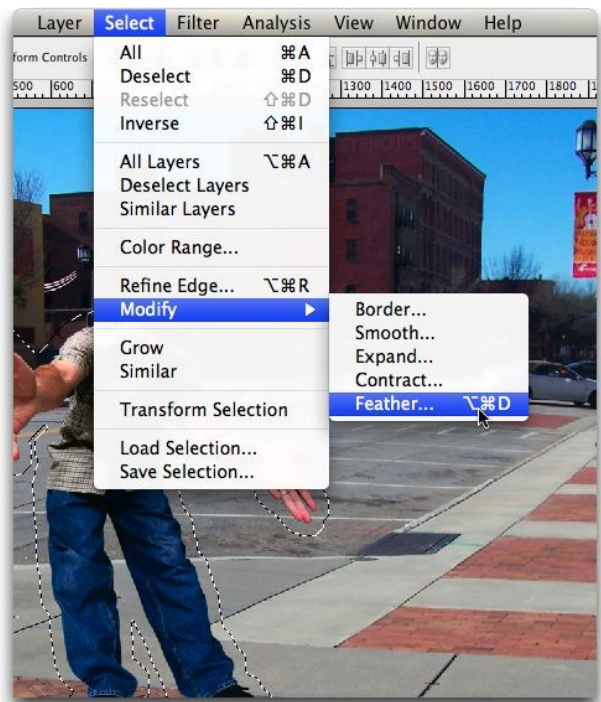 Layer Select Filter Analysis View Window Help
form Controls
500 600 1300 1400 1500 1600 1700 1800
All ⌘A
Deselect ⌘D
Reselect ⇧⌘D
Inverse ⇧⌘I
All Layers ⌥⌘A
Deselect Layers
Similar Layers
Color Range...
Refine Edge... ⌥⌘R
Modify ▶
Border...
Smooth...
Expand...
Contract...
Feather... ⌥⌘D
Grow
Similar
Transform Selection
Load Selection...
Save Selection...